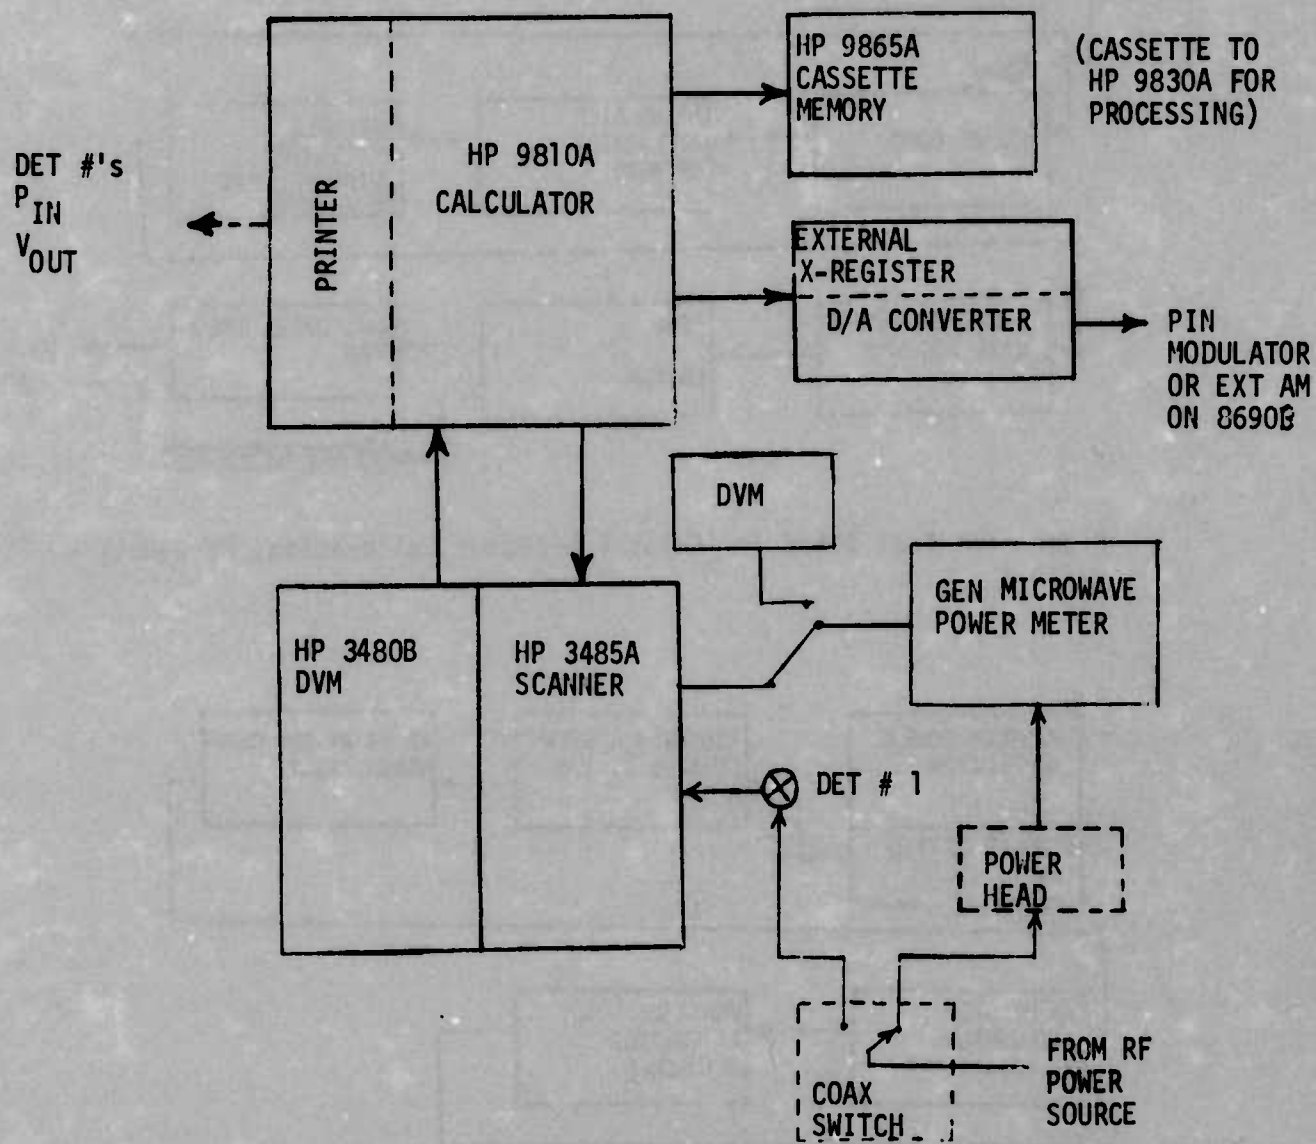 HP 9865A
CASSETTE
MEMORY
(CASSETTE TO
HP 9830A FOR
PROCESSING)
DET #'s
PIN
VOUT
PRINTER
HP 9810A
CALCULATOR
EXTERNAL
X-REGISTER
D/A CONVERTER
PIN
MODULATOR
OR EXT AM
ON 8690B
DVM
GEN MICROWAVE
POWER METER
HP 3480B
DVM
HP 3485A
SCANNER
DET # 1
POWER
HEAD
COAX
SWITCH
FROM RF
POWER
SOURCE